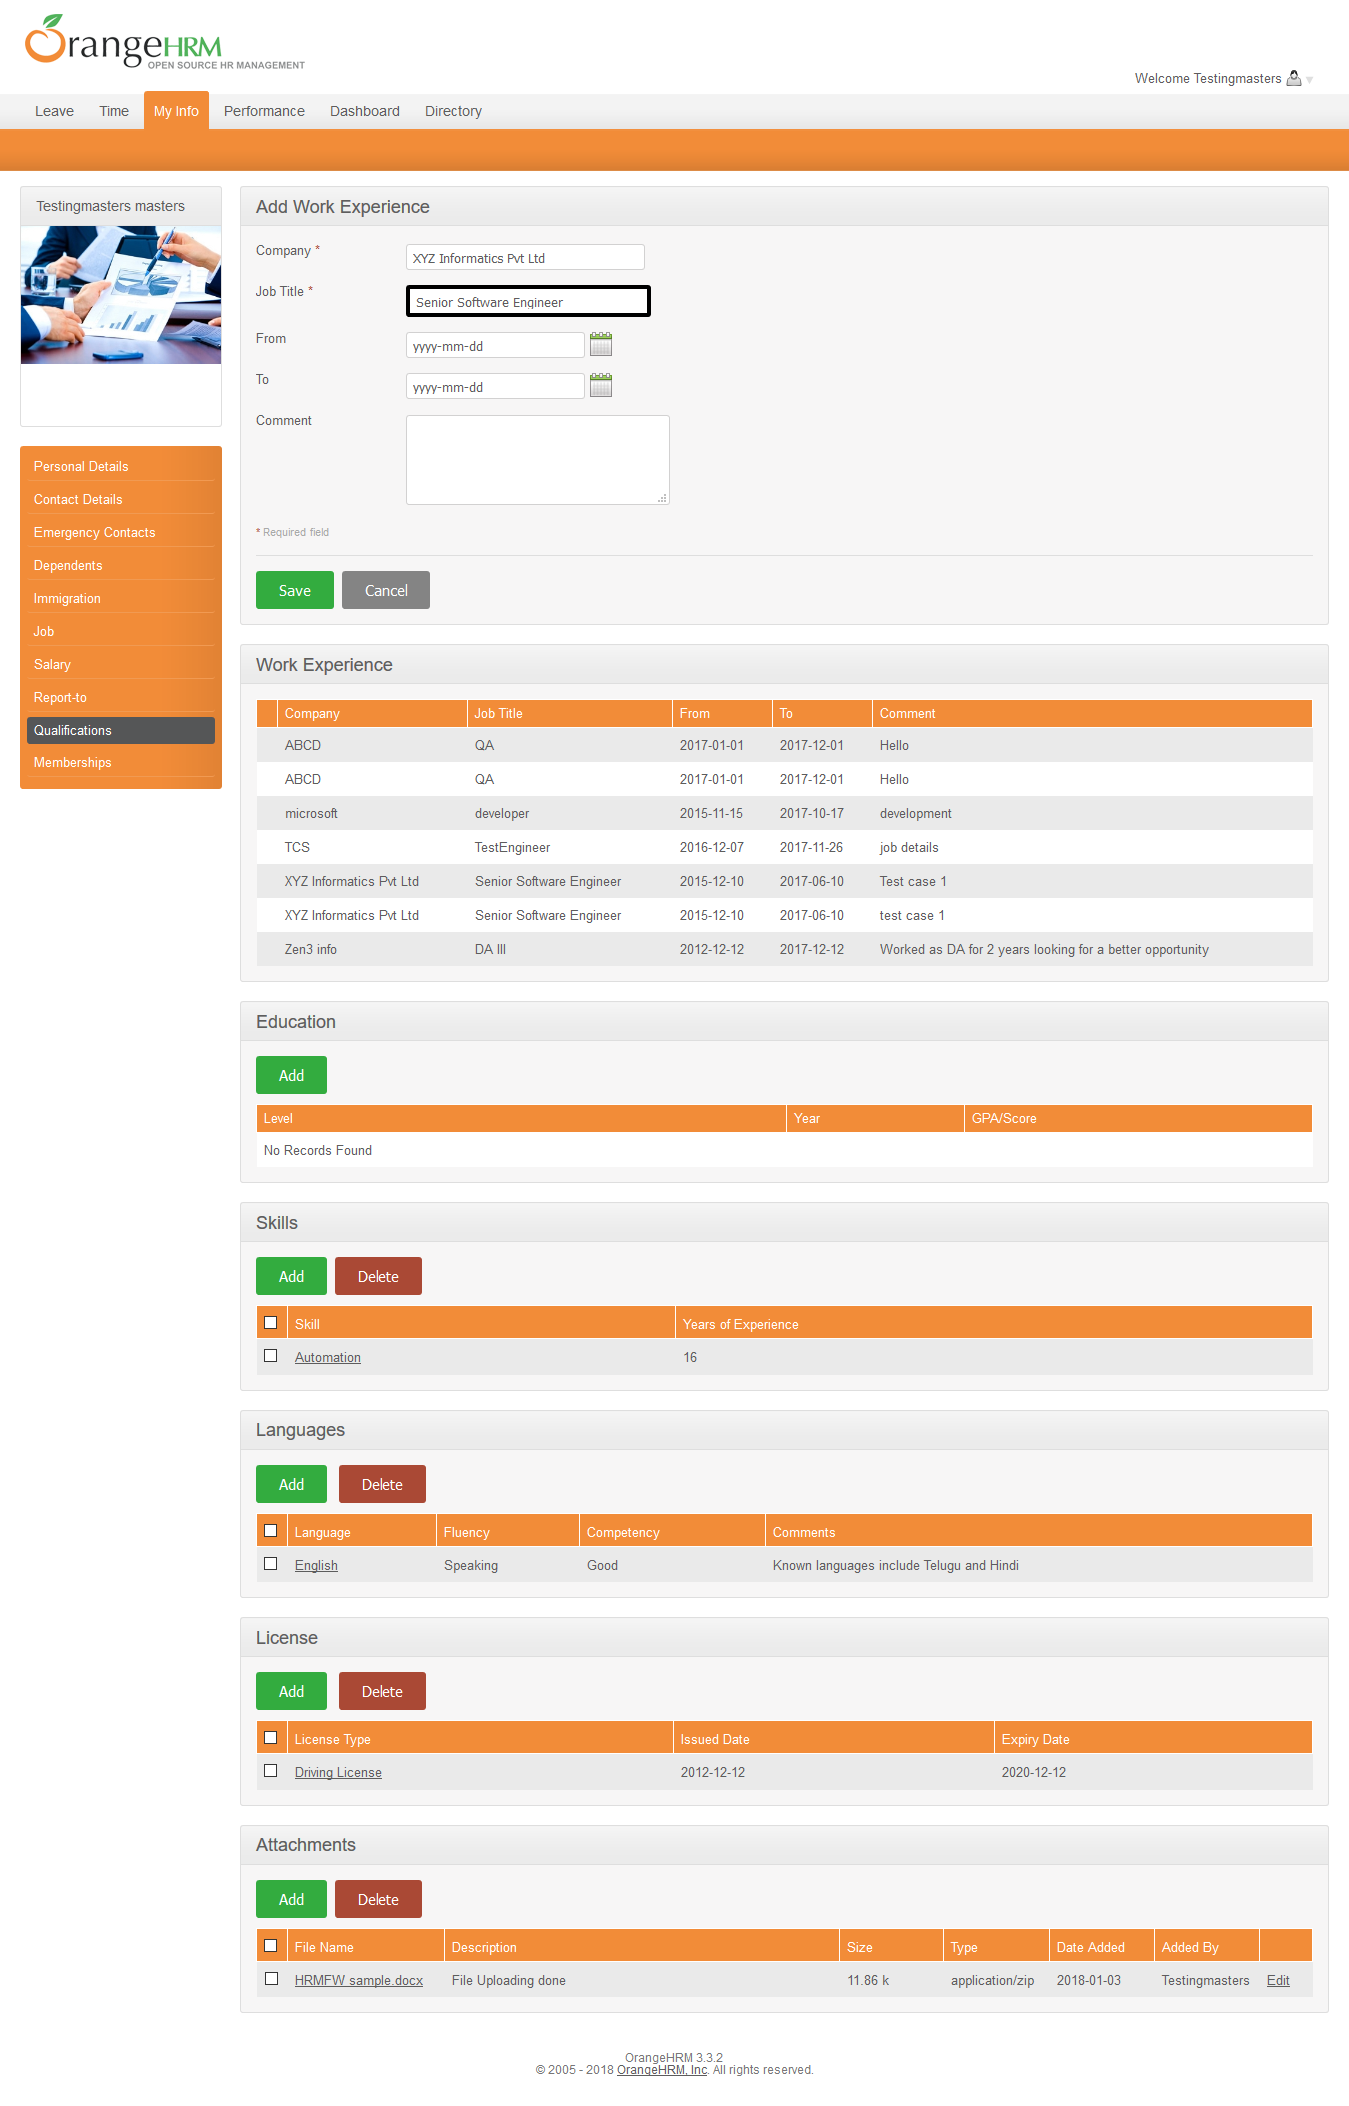 OrangeHRM
OPEN SOURCE HR MANAGEMENT
Welcome Testingmasters
Leave Time My Info Performance Dashboard Directory
Testingmasters masters
Personal Details
Contact Details
Emergency Contacts
Dependents
Immigration
Job
Salary
Report-to
Qualifications
Memberships
Add Work Experience
Company * XYZ Informatics Pvt Ltd
Job Title * Senior Software Engineer
From yyyy-mm-dd
To yyyy-mm-dd
Comment
* Required field
Save Cancel
Work Experience
Company Job Title From To Comment
ABCD QA 2017-01-01 2017-12-01 Hello
ABCD QA 2017-01-01 2017-12-01 Hello
microsoft developer 2015-11-15 2017-10-17 development
TCS TestEngineer 2016-12-07 2017-11-26 job details
XYZ Informatics Pvt Ltd Senior Software Engineer 2015-12-10 2017-06-10 Test case 1
XYZ Informatics Pvt Ltd Senior Software Engineer 2015-12-10 2017-06-10 test case 1
Zen3 info DA III 2012-12-12 2017-12-12 Worked as DA for 2 years looking for a better opportunity
Education
Add
Level Year GPA/Score
No Records Found
Skills
Add Delete
Skill Years of Experience
Automation 16
Languages
Add Delete
Language Fluency Competency Comments
English Speaking Good Known languages include Telugu and Hindi
License
Add Delete
License Type Issued Date Expiry Date
Driving License 2012-12-12 2020-12-12
Attachments
Add Delete
File Name Description Size Type Date Added Added By
HRMFW sample.docx File Uploading done 11.86 k application/zip 2018-01-03 Testingmasters Edit
OrangeHRM 3.3.2
© 2005 - 2018 OrangeHRM, Inc. All rights reserved.